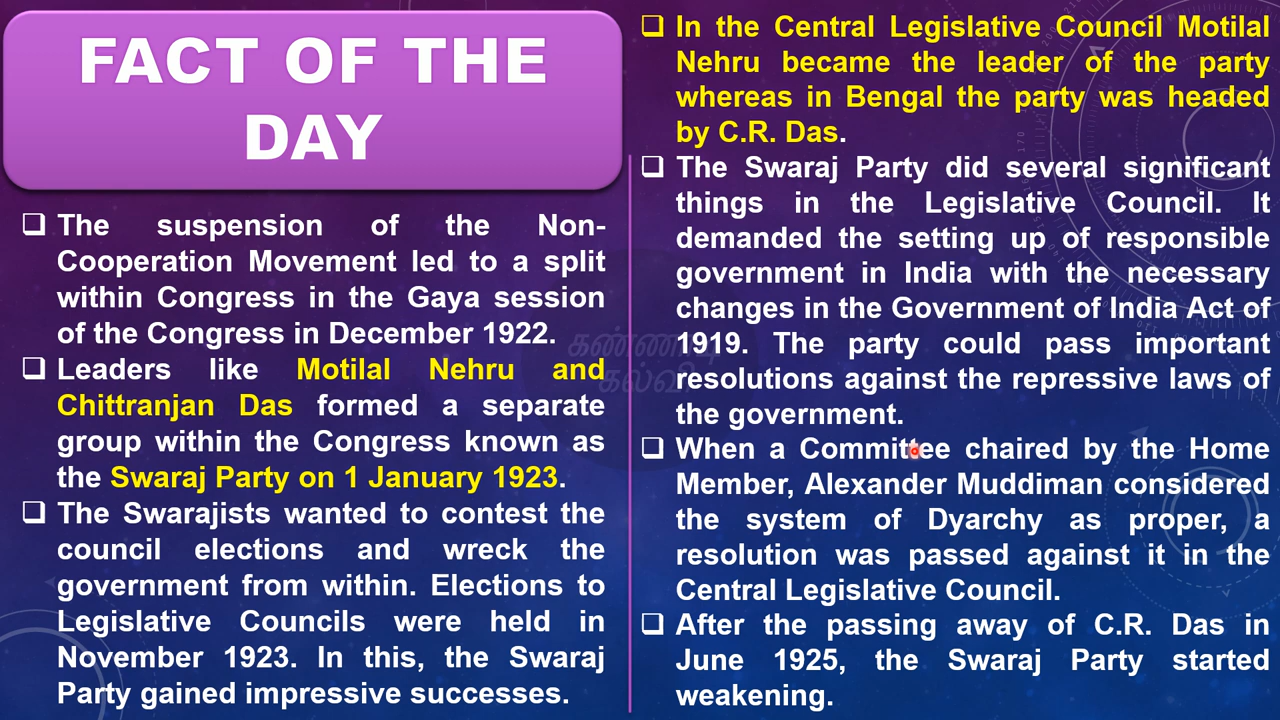 FACT OF THE
DAY
❑ The suspension of the Non-
Cooperation Movement led to a split
within Congress in the Gaya session
of the Congress in December 1922.
❑ Leaders like Motilal Nehru and
Chittranjan Das formed a separate
group within the Congress known as
the Swaraj Party on 1 January 1923.
❑ The Swarajists wanted to contest the
council elections and wreck the
government from within. Elections to
Legislative Councils were held in
November 1923. In this, the Swaraj
Party gained impressive successes.
❑ In the Central Legislative Council Motilal
Nehru became the leader of the party
whereas in Bengal the party was headed
by C.R. Das.
❑ The Swaraj Party did several significant
things in the Legislative Council. It
demanded the setting up of responsible
government in India with the necessary
changes in the Government of India Act of
1919. The party could pass important
resolutions against the repressive laws of
the government.
❑ When a Committee chaired by the Home
Member, Alexander Muddiman considered
the system of Dyarchy as proper, a
resolution was passed against it in the
Central Legislative Council.
❑ After the passing away of C.R. Das in
June 1925, the Swaraj Party started
weakening.